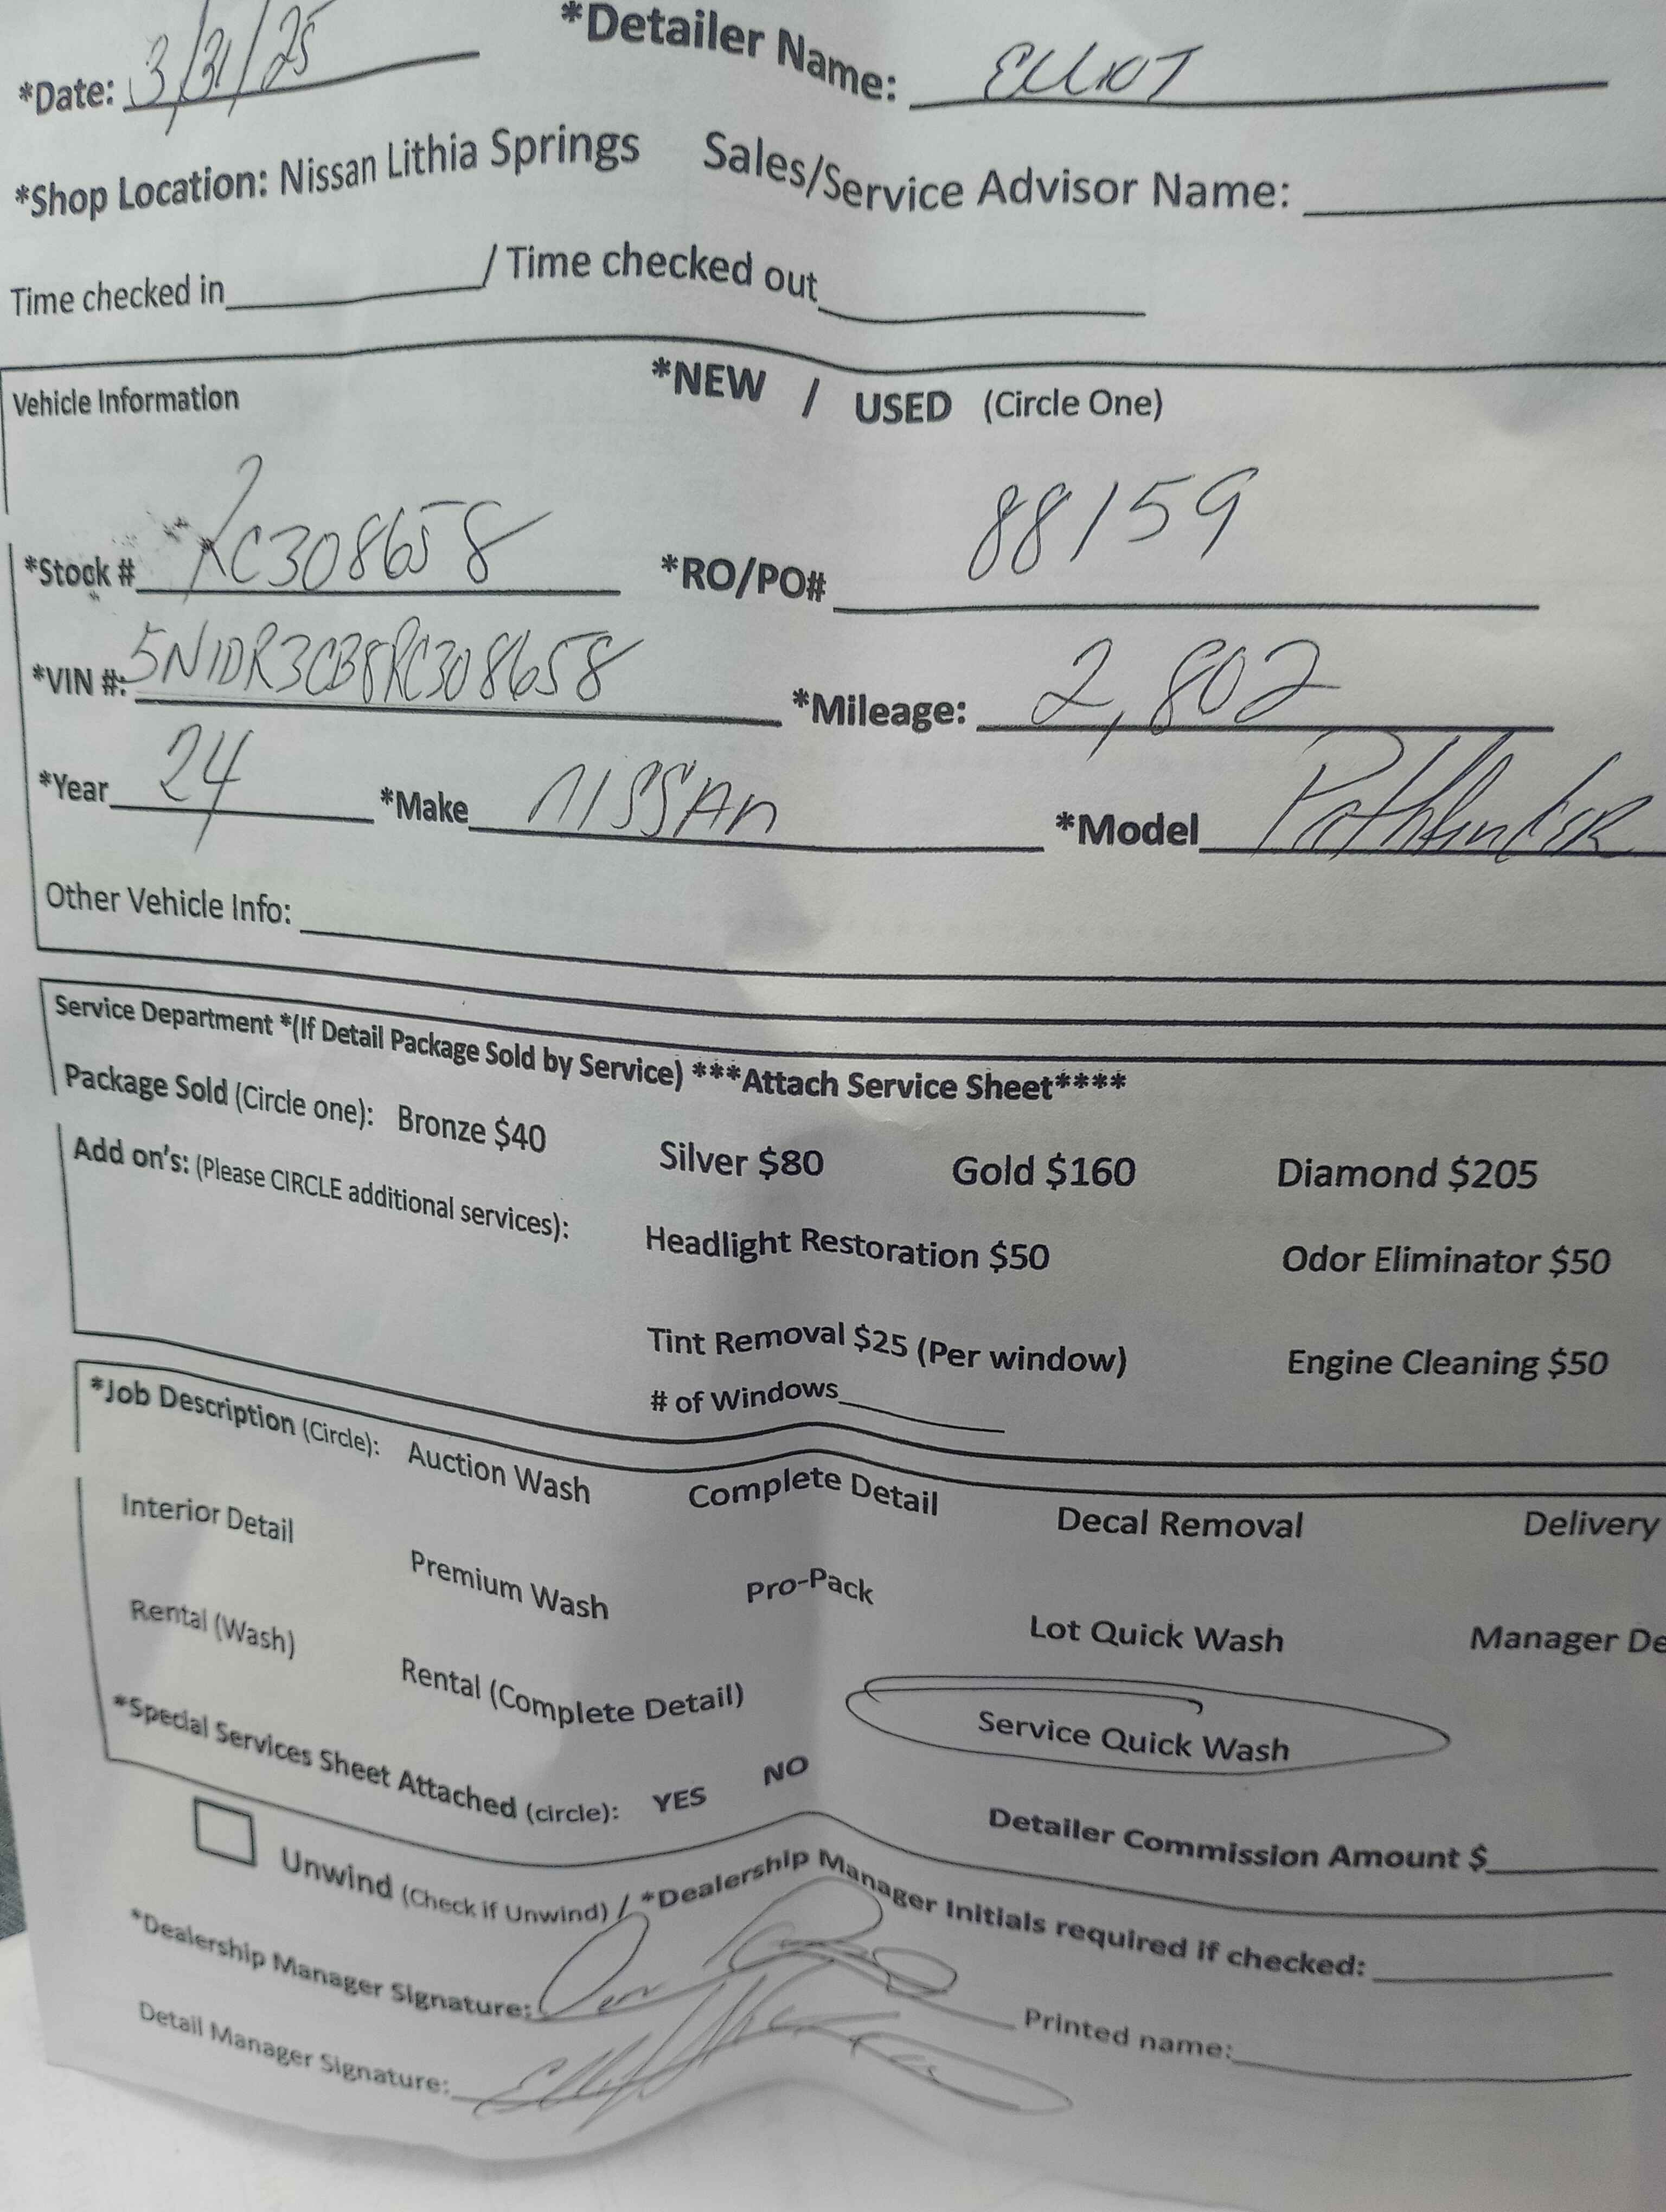 *Date: 3/31/25 *Detailer Name: ELLIOT
*Shop Location: Nissan Lithia Springs Sales/Service Advisor Name:
Time checked in / Time checked out
Vehicle Information *NEW / USED (Circle One)
*Stock # RC308658 *RO/PO# 88159
*VIN #: 5N1DR3CB8RC308658 *Mileage: 2,802
*Year 24 *Make NISSAN *Model PathfindER
Other Vehicle Info:
Service Department *(If Detail Package Sold by Service) ***Attach Service Sheet****
Package Sold (Circle one): Bronze $40 Silver $80 Gold $160 Diamond $205
Add on's: (Please CIRCLE additional services): Headlight Restoration $50 Odor Eliminator $50
Tint Removal $25 (Per window) Engine Cleaning $50
# of Windows
*Job Description (Circle): Auction Wash Complete Detail Decal Removal Delivery
Interior Detail Premium Wash Pro-Pack Lot Quick Wash Manager De
Rental (Wash) Rental (Complete Detail) Service Quick Wash
*Special Services Sheet Attached (circle): YES NO Detailer Commission Amount $
Unwind (Check if Unwind) / *Dealership Manager Initials required if checked:
*Dealership Manager Signature: Printed name:
Detail Manager Signature: